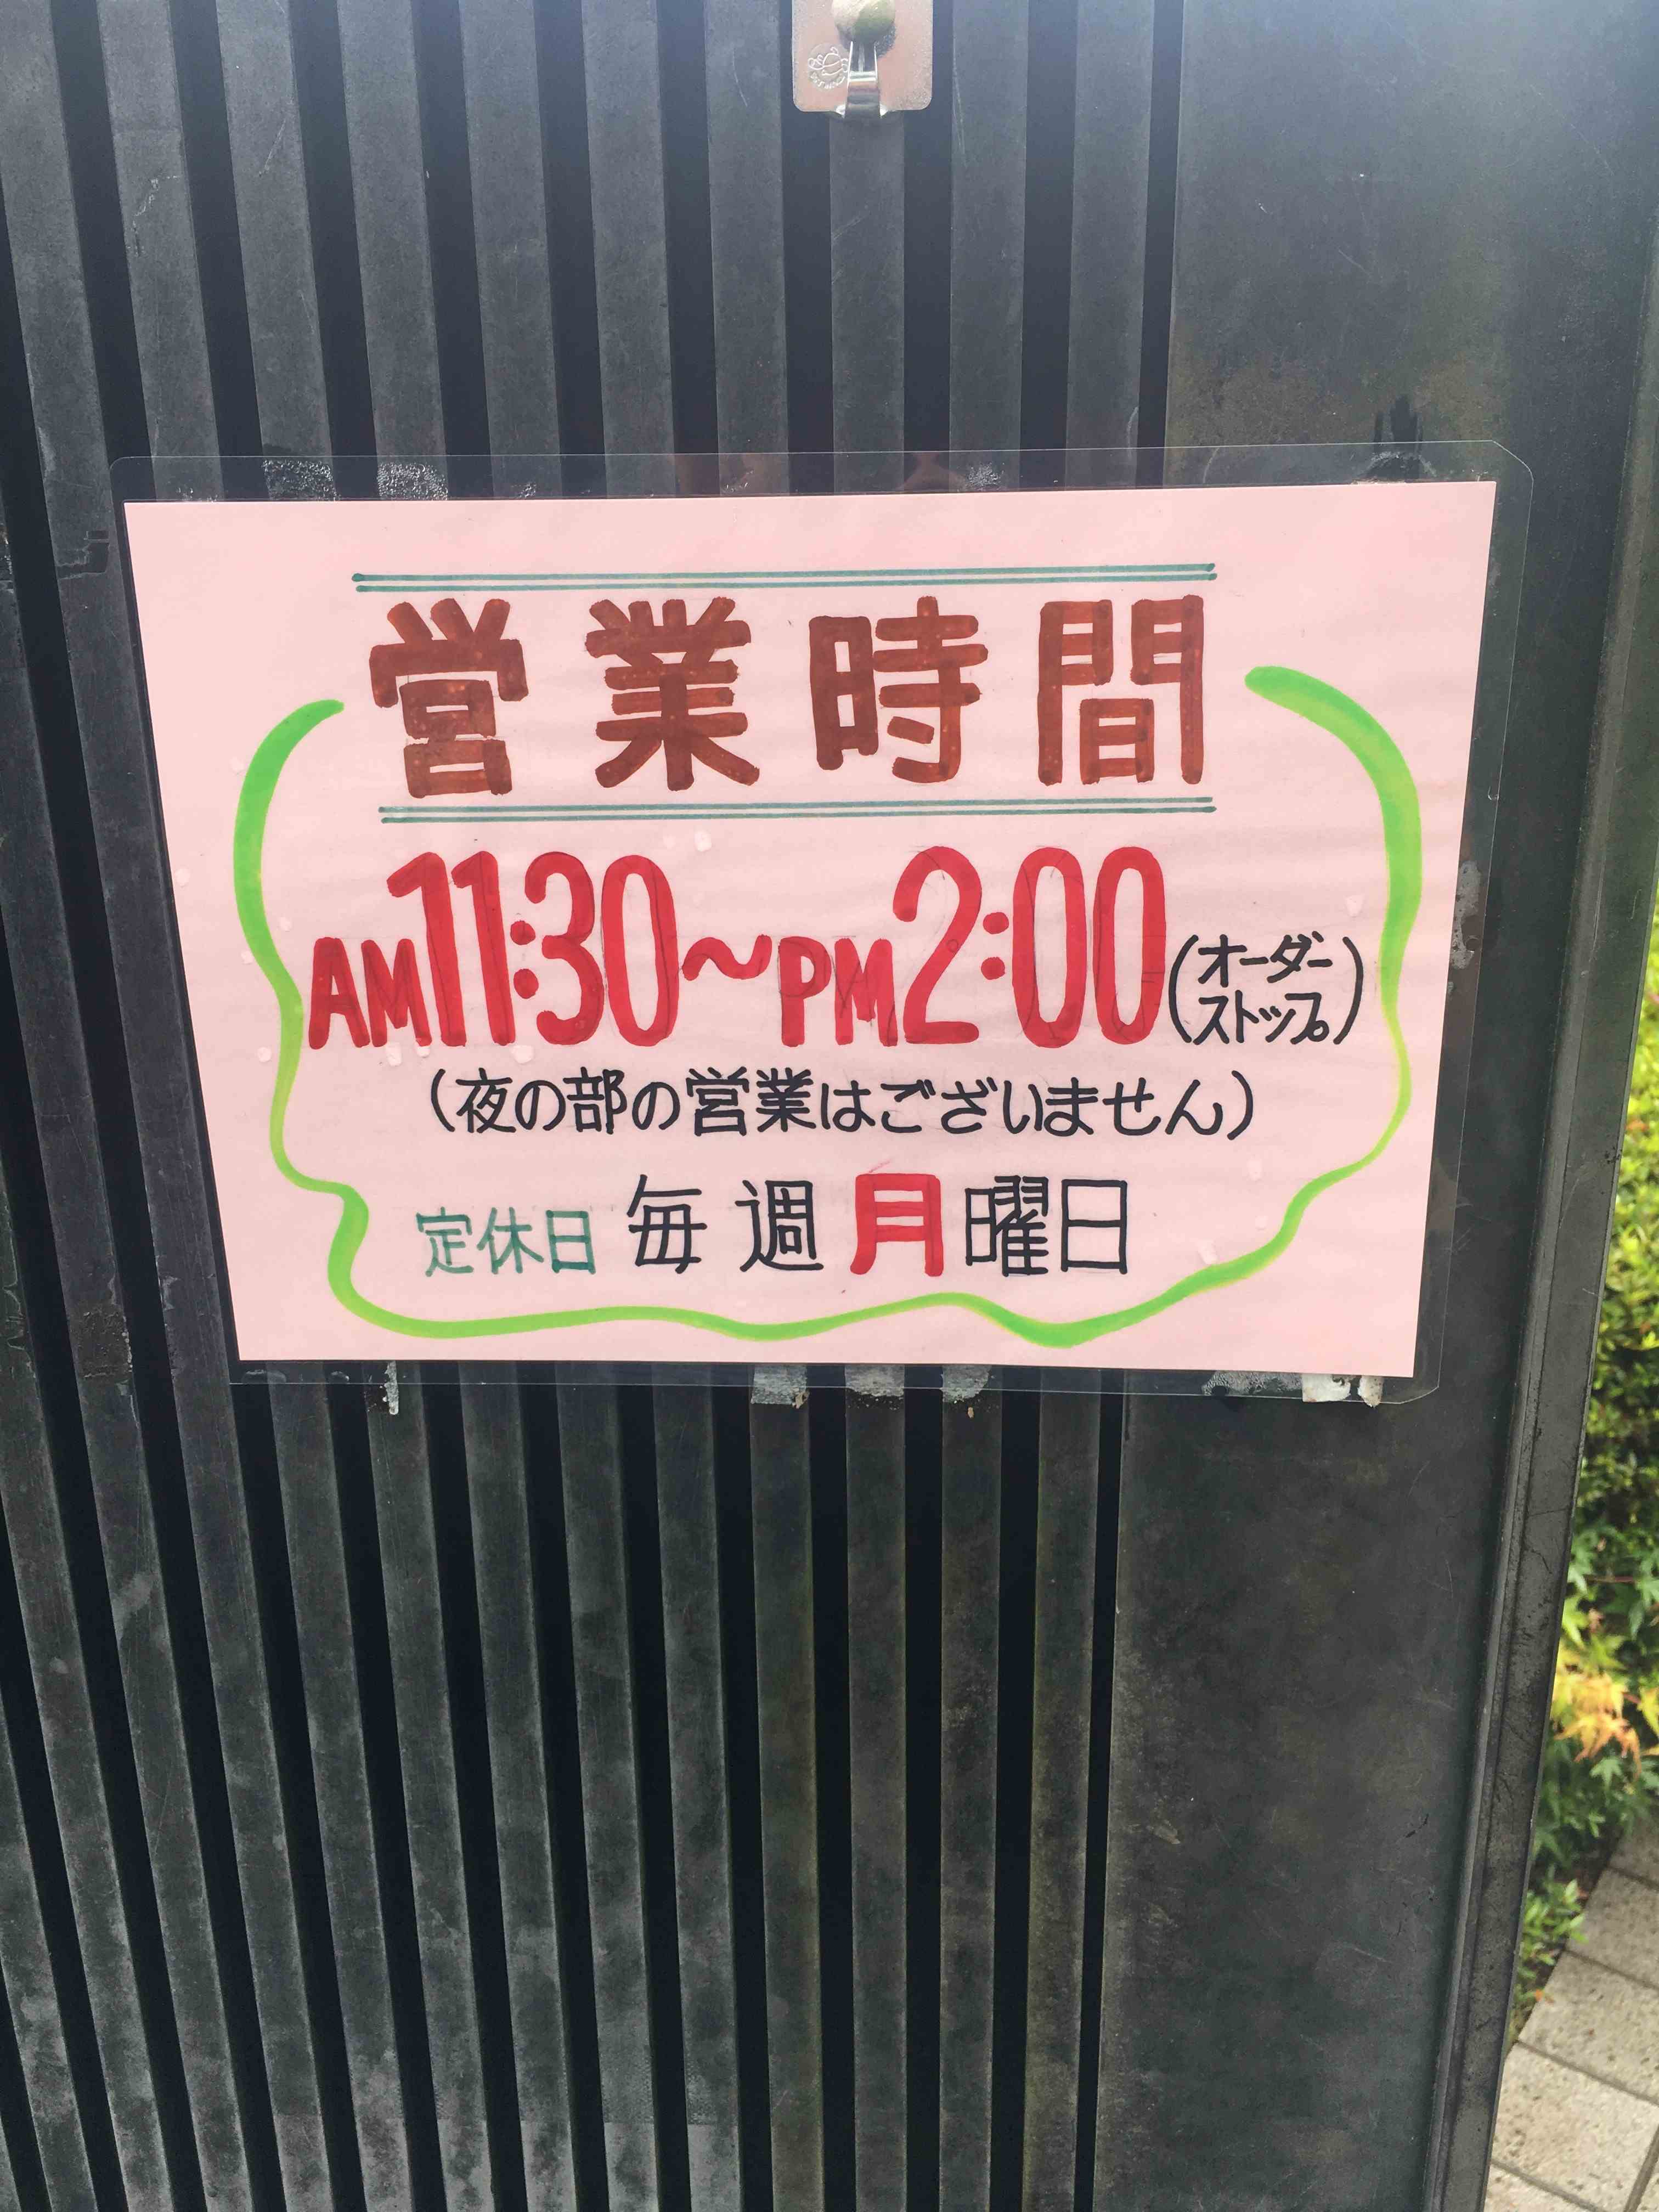 営業時間
AM11:30～PM2:00(オーダーストップ)
(夜の部の営業はございません)
定休日 毎週月曜日